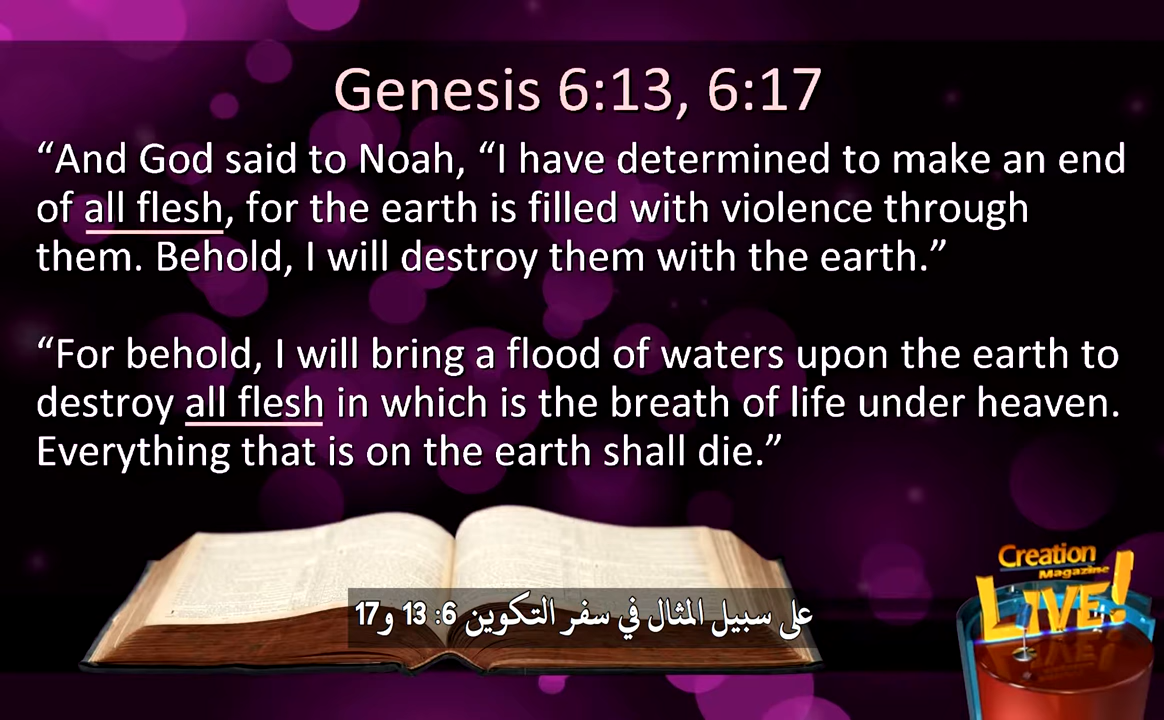 Genesis 6:13, 6:17
“And God said to Noah, “I have determined to make an end
of all flesh, for the earth is filled with violence through
them. Behold, I will destroy them with the earth.”
“For behold, I will bring a flood of waters upon the earth to
destroy all flesh in which is the breath of life under heaven.
Everything that is on the earth shall die.”
على سبيل المثال في سفر التكوين 6: 13 و17
Creation
Magazine
LIVE!